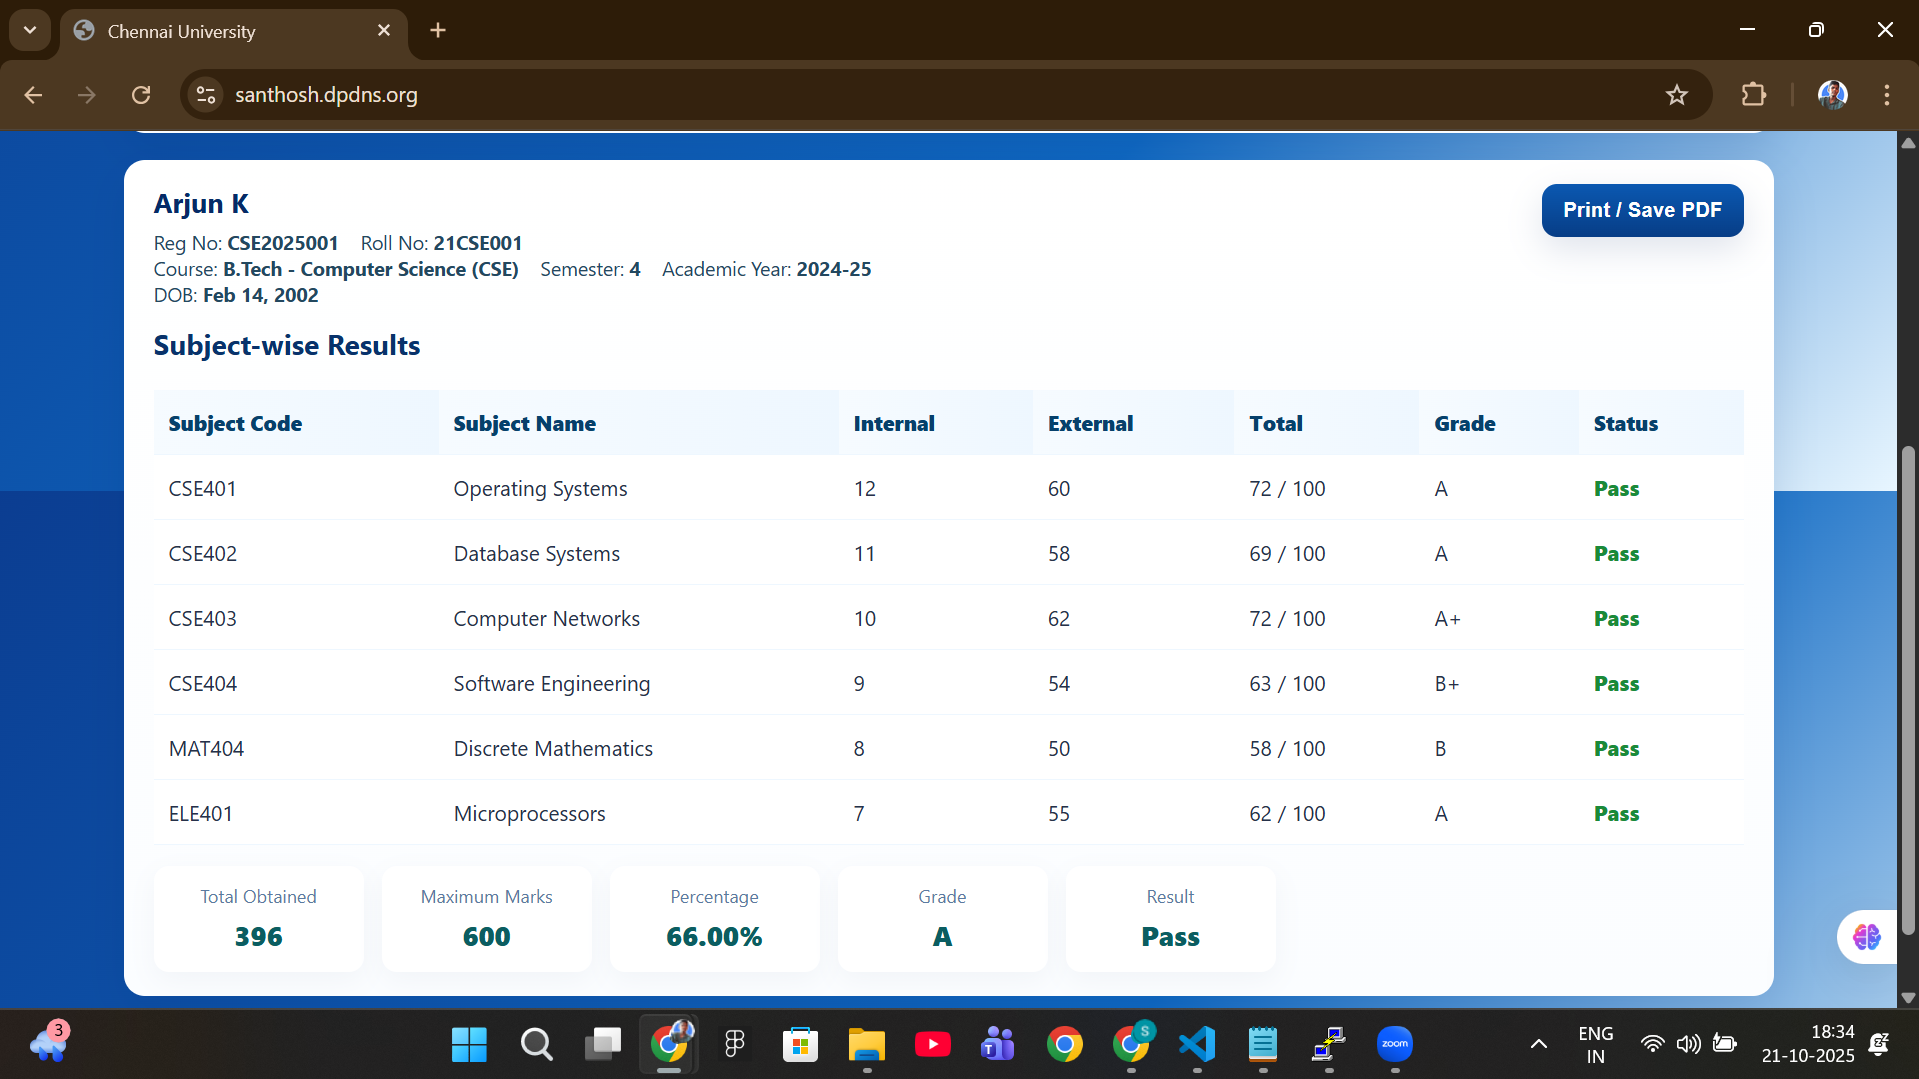 Chennai University
santhosh.dpdns.org
Arjun K
Print / Save PDF
Reg No: CSE2025001 Roll No: 21CSE001
Course: B.Tech - Computer Science (CSE) Semester: 4 Academic Year: 2024-25
DOB: Feb 14, 2002
Subject-wise Results
Subject Code Subject Name Internal External Total Grade Status
CSE401 Operating Systems 12 60 72 / 100 A Pass
CSE402 Database Systems 11 58 69 / 100 A Pass
CSE403 Computer Networks 10 62 72 / 100 A+ Pass
CSE404 Software Engineering 9 54 63 / 100 B+ Pass
MAT404 Discrete Mathematics 8 50 58 / 100 B Pass
ELE401 Microprocessors 7 55 62 / 100 A Pass
Total Obtained Maximum Marks Percentage Grade Result
396 600 66.00% A Pass
3
T
S
zoom
ENG
IN
18:34
21-10-2025